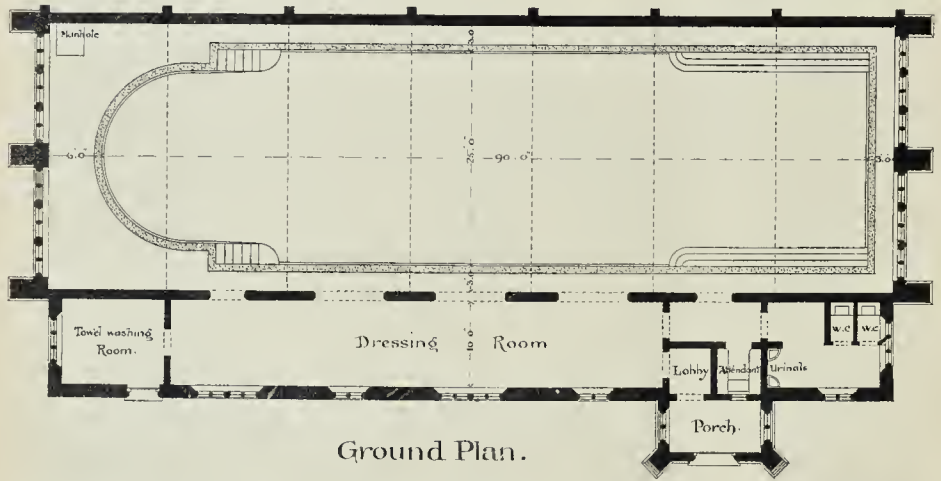 Manhole
3.0
6.0"
25.0"
90.0"
3.0
3.0
10.0"
Towel washing
Room.
Dressing Room
Lobby
Attendant
Urinals
W.C
W.C
Porch.
Ground Plan.